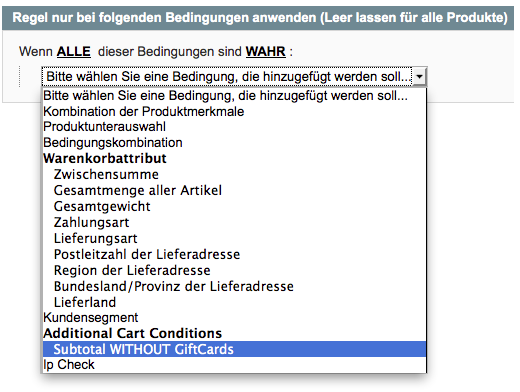 Regel nur bei folgenden Bedingungen anwenden (Leer lassen für alle Produkte)
Wenn ALLE dieser Bedingungen sind WAHR :
Bitte wählen Sie eine Bedingung, die hinzugefügt werden soll...
Bitte wählen Sie eine Bedingung, die hinzugefügt werden soll...
Kombination der Produktmerkmale
Produktunterauswahl
Bedingungskombination
Warenkorbattribut
Zwischensumme
Gesamtmenge aller Artikel
Gesamtgewicht
Zahlungsart
Lieferungsart
Postleitzahl der Lieferadresse
Region der Lieferadresse
Bundesland/Provinz der Lieferadresse
Lieferland
Kundensegment
Additional Cart Conditions
Subtotal WITHOUT GiftCards
Ip Check